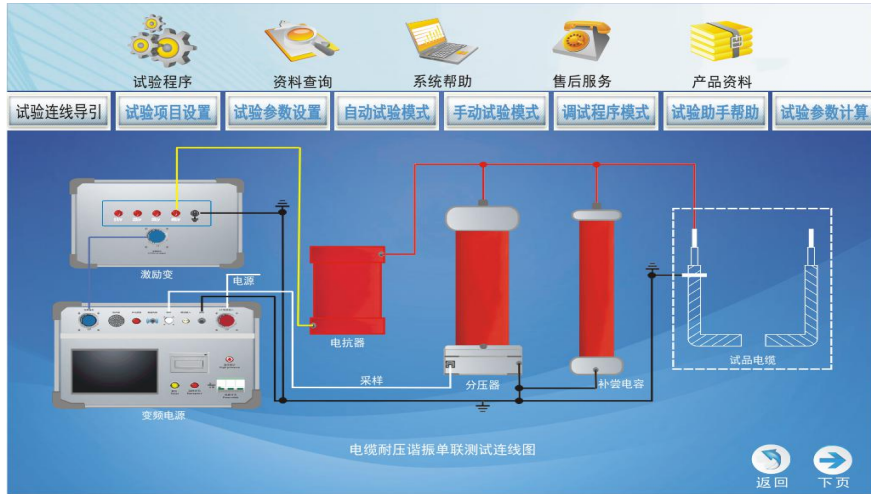 试验程序
资料查询
系统帮助
售后服务
产品资料
试验连线导引
试验项目设置
试验参数设置
自动试验模式
手动试验模式
调试程序模式
试验助手帮助
试验参数计算
激励变
电源
电抗器
采样
分压器
补尝电容
试品电缆
变频电源
电缆耐压谐振单联测试连线图
返回
下页